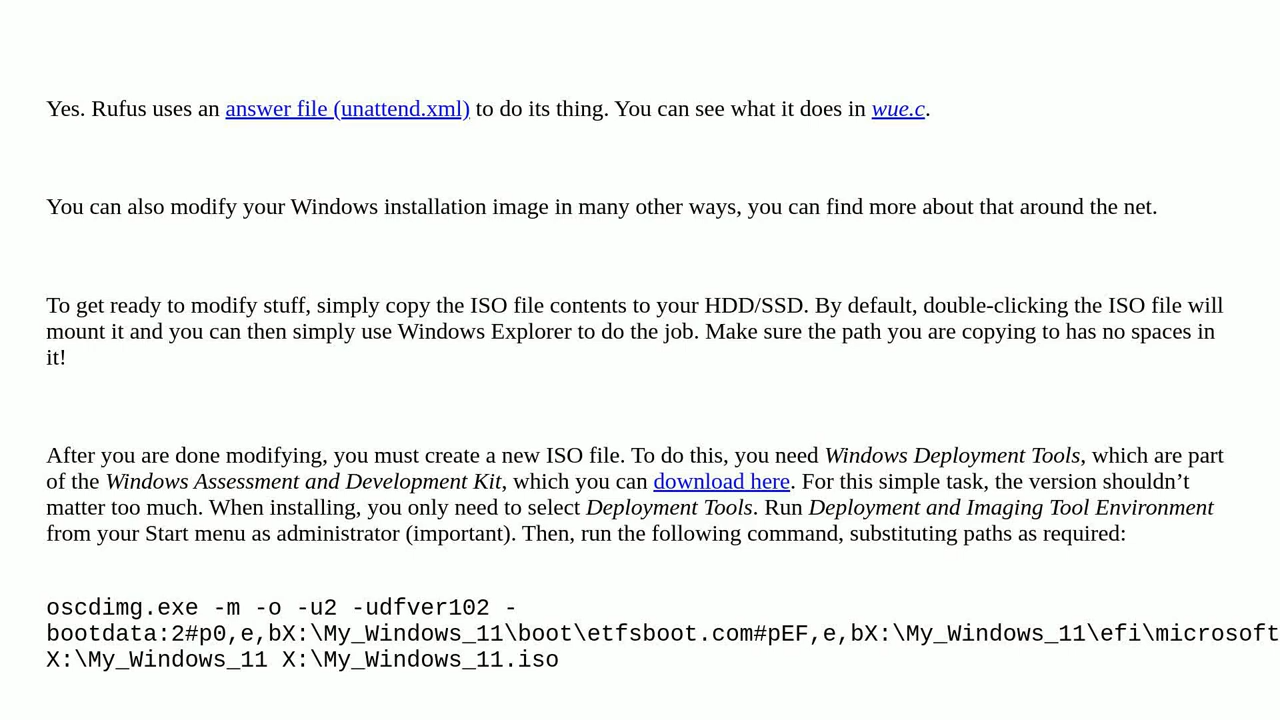 Yes. Rufus uses an answer file (unattend.xml) to do its thing. You can see what it does in wue.c.
You can also modify your Windows installation image in many other ways, you can find more about that around the net.
To get ready to modify stuff, simply copy the ISO file contents to your HDD/SSD. By default, double-clicking the ISO file will
mount it and you can then simply use Windows Explorer to do the job. Make sure the path you are copying to has no spaces in
it!
After you are done modifying, you must create a new ISO file. To do this, you need Windows Deployment Tools, which are part
of the Windows Assessment and Development Kit, which you can download here. For this simple task, the version shouldn’t
matter too much. When installing, you only need to select Deployment Tools. Run Deployment and Imaging Tool Environment
from your Start menu as administrator (important). Then, run the following command, substituting paths as required:
oscdimg.exe -m -o -u2 -udfver102 -
bootdata:2#p0,e,bX:\My_Windows_11\boot\etfsboot.com#pEF,e,bX:\My_Windows_11\efi\microsoft
X:\My_Windows_11 X:\My_Windows_11.iso